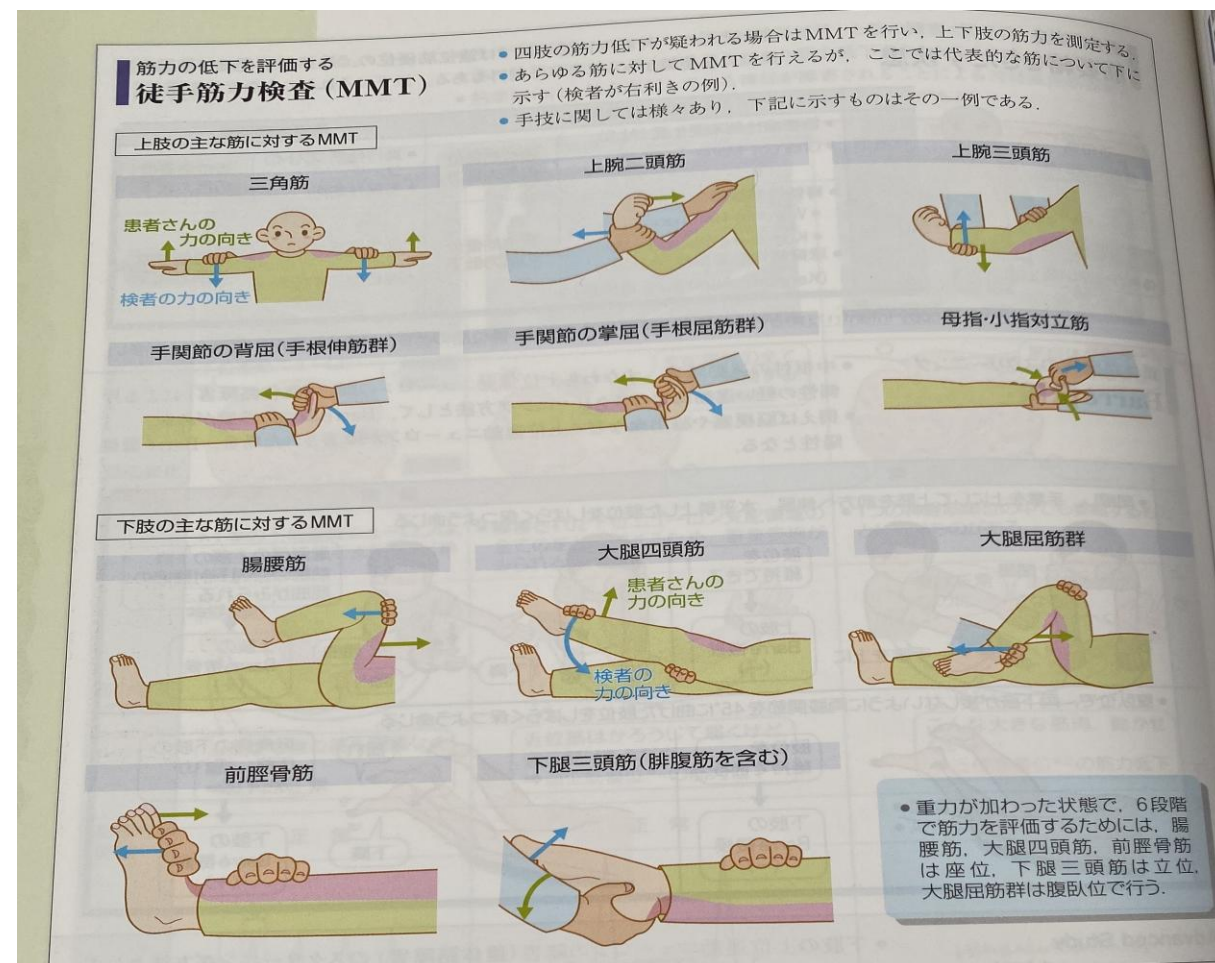 筋力の低下を評価する
徒手筋力検査（MMT）
● 四肢の筋力低下が疑われる場合はMMTを行い，上下肢の筋力を測定する．
● あらゆる筋に対してMMTを行えるが，ここでは代表的な筋について下に
示す（検者が右利きの例）．
● 手技に関しては様々あり，下記に示すものはその一例である．
上肢の主な筋に対するMMT
三角筋
上腕二頭筋
上腕三頭筋
患者さんの
力の向き
検者の力の向き
手関節の背屈（手根伸筋群）
手関節の掌屈（手根屈筋群）
母指・小指対立筋
下肢の主な筋に対するMMT
腸腰筋
大腿四頭筋
大腿屈筋群
患者さんの
力の向き
検者の
力の向き
前脛骨筋
下腿三頭筋（腓腹筋を含む）
● 重力が加わった状態で，6段階
で筋力を評価するためには，腸
腰筋，大腿四頭筋，前脛骨筋
は座位，下腿三頭筋は立位，
大腿屈筋群は腹臥位で行う．